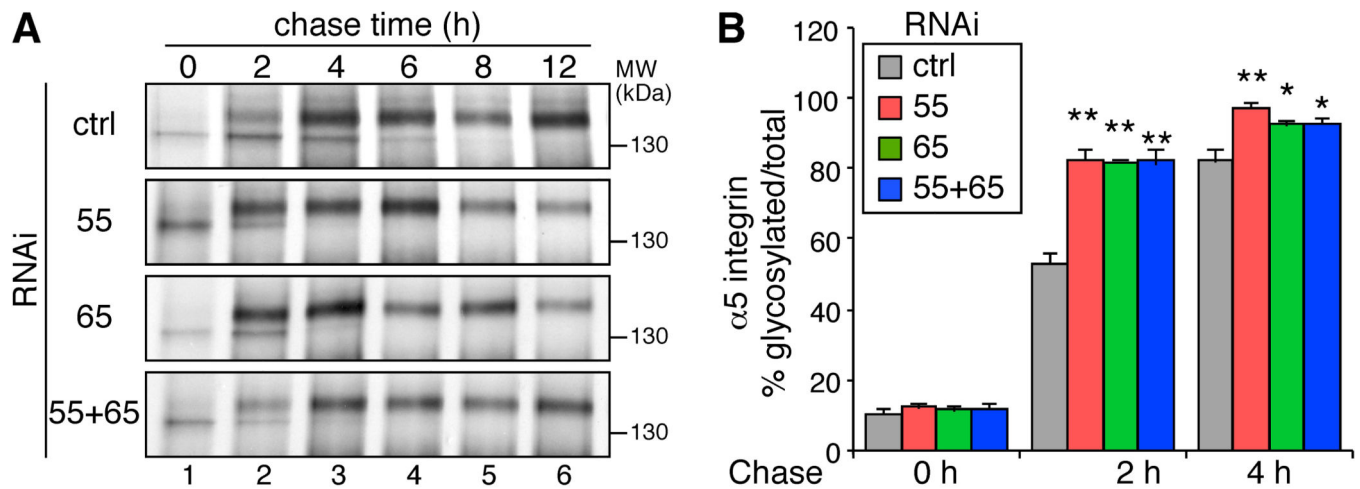 A
chase time (h)
0 2 4 6 8 12
MW
(kDa)
RNAi
ctrl
–130
55
–130
65
–130
55+65
–130
1 2 3 4 5 6
B
RNAi
ctrl
55
65
55+65
α5 integrin
% glycosylated/total
120
100
80
60
40
20
0
** ** **
** * *
Chase 0 h 2 h 4 h